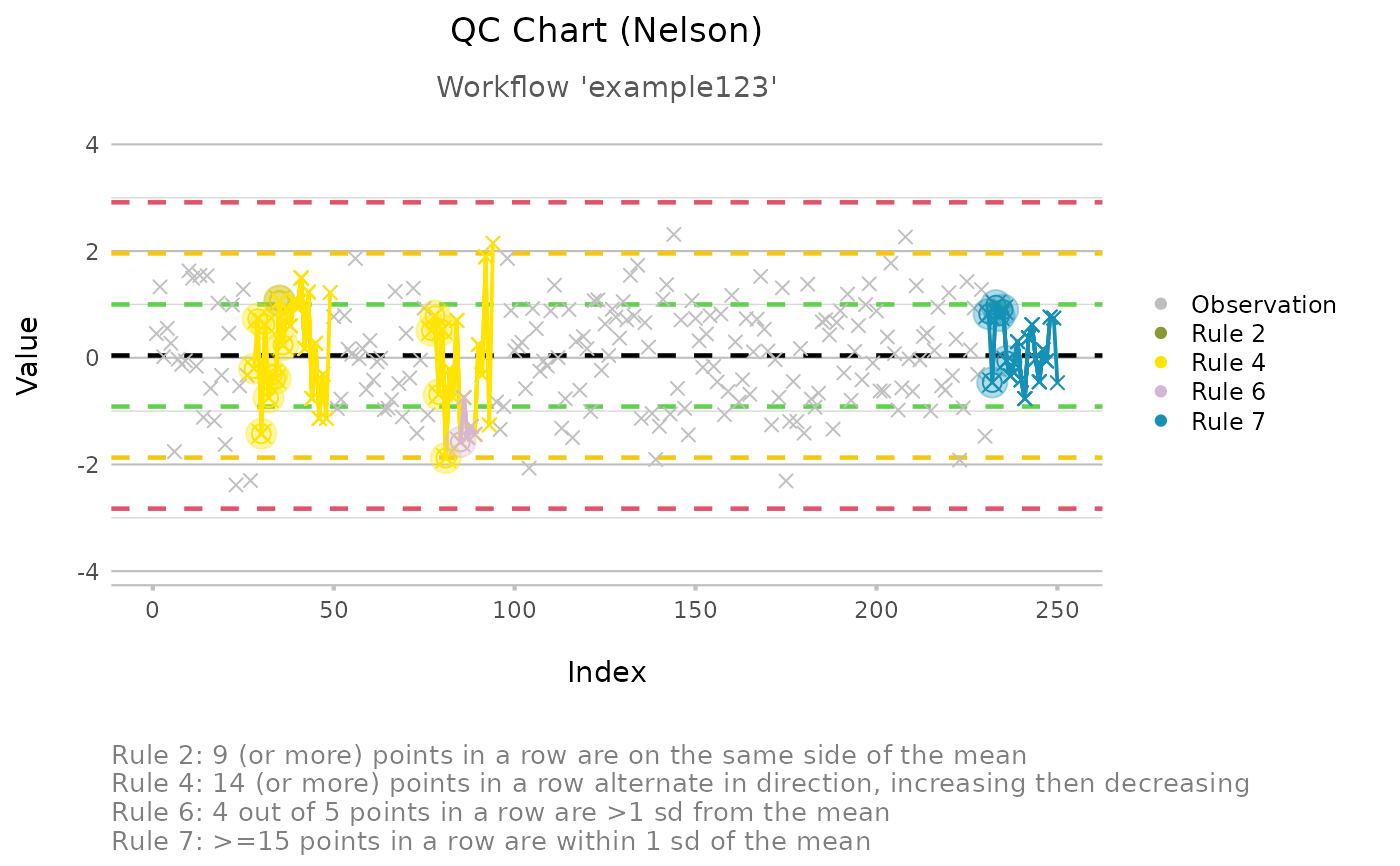 QC Chart (Nelson)
Workflow 'example123'
4
2
0
-2
-4
Value
0 50 100 150 200 250
Index
Observation
Rule 2
Rule 4
Rule 6
Rule 7
Rule 2: 9 (or more) points in a row are on the same side of the mean
Rule 4: 14 (or more) points in a row alternate in direction, increasing then decreasing
Rule 6: 4 out of 5 points in a row are >1 sd from the mean
Rule 7: >=15 points in a row are within 1 sd of the mean